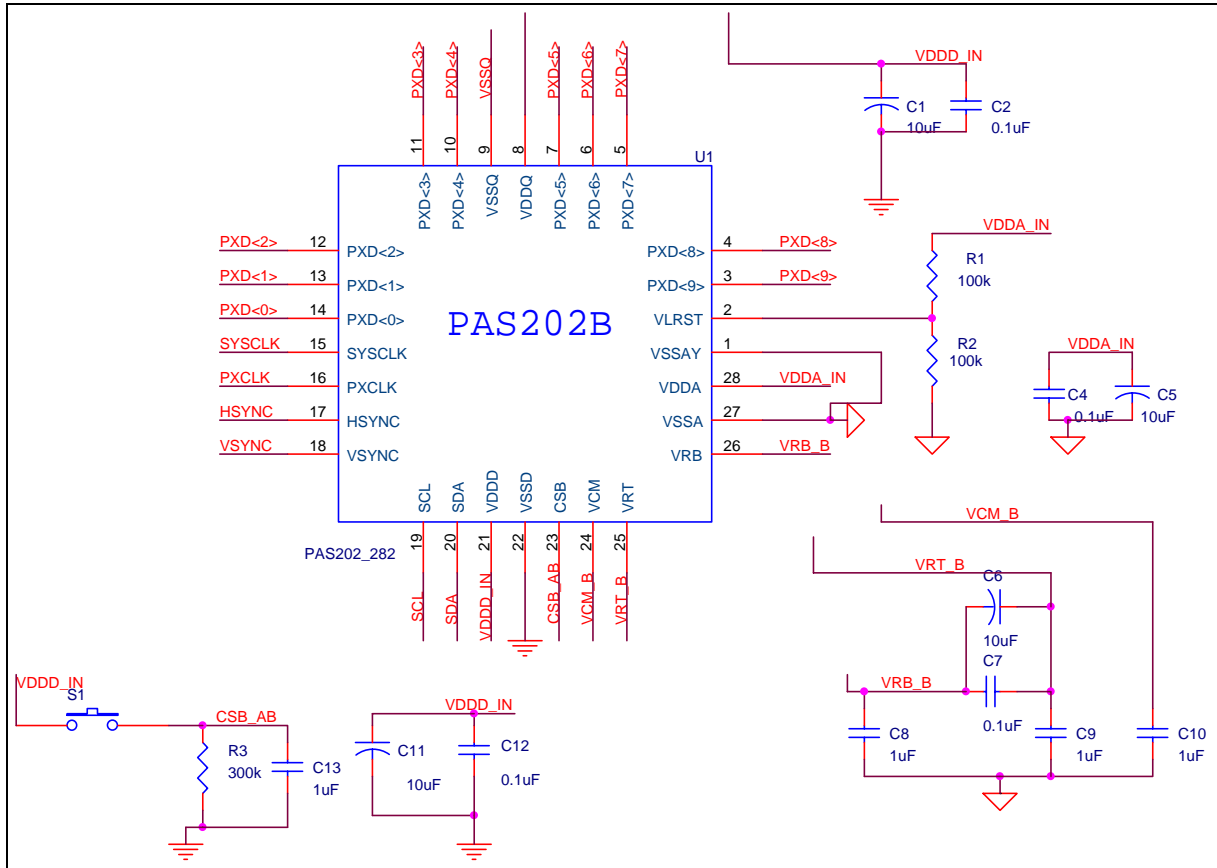 PXD<3>
PXD<4>
VSSQ
PXD<5>
PXD<6>
PXD<7>
11
10
9
8
7
6
5
PXD<3>
PXD<4>
VSSQ
VDDQ
PXD<5>
PXD<6>
PXD<7>
U1
VDDD_IN
C1
10uF
C2
0.1uF
PXD<2>
12
PXD<2>
PXD<1>
13
PXD<1>
PXD<0>
14
PXD<0>
SYSCLK
15
SYSCLK
PXCLK
16
PXCLK
HSYNC
17
HSYNC
VSYNC
18
VSYNC
PAS202B
PXD<8>
4
PXD<8>
PXD<9>
3
PXD<9>
VLRST
2
VSSAY
1
VDDA
28
VDDA_IN
VSSA
27
VRB
26
VRB_B
VDDA_IN
R1
100k
R2
100k
VDDA_IN
C4
0.1uF
C5
10uF
SCL
SDA
VDDD
VSSD
CSB
VCM
VRT
PAS202_282
19
20
21
22
23
24
25
SCL
SDA
VDDD_IN
CSB_AB
VCM_B
VRT_B
VCM_B
VRT_B
C6
10uF
C7
0.1uF
VRB_B
C8
1uF
C9
1uF
C10
1uF
VDDD_IN
S1
CSB_AB
R3
300k
C13
1uF
VDDD_IN
C11
10uF
C12
0.1uF